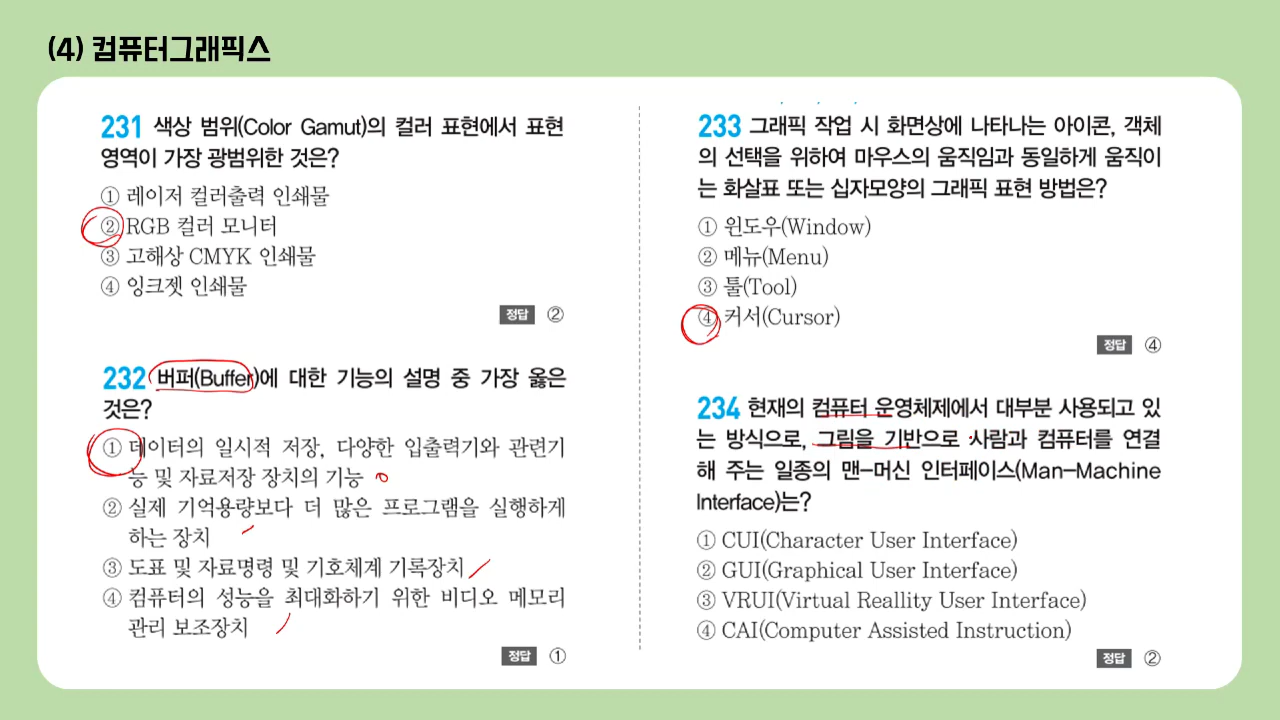 (4) 컴퓨터그래픽스
231 색상 범위(Color Gamut)의 컬러 표현에서 표현
영역이 가장 광범위한 것은?
① 레이저 컬러출력 인쇄물
② RGB 컬러 모니터
③ 고해상 CMYK 인쇄물
④ 잉크젯 인쇄물
정답 ②
232 버퍼(Buffer)에 대한 기능의 설명 중 가장 옳은
것은?
① 데이터의 일시적 저장, 다양한 입출력기와 관련기
능 및 자료저장 장치의 기능
② 실제 기억용량보다 더 많은 프로그램을 실행하게
하는 장치
③ 도표 및 자료명령 및 기호체계 기록장치
④ 컴퓨터의 성능을 최대화하기 위한 비디오 메모리
관리 보조장치
정답 ①
233 그래픽 작업 시 화면상에 나타나는 아이콘, 객체
의 선택을 위하여 마우스의 움직임과 동일하게 움직이
는 화살표 또는 십자모양의 그래픽 표현 방법은?
① 윈도우(Window)
② 메뉴(Menu)
③ 툴(Tool)
④ 커서(Cursor)
정답 ④
234 현재의 컴퓨터 운영체제에서 대부분 사용되고 있
는 방식으로, 그림을 기반으로 사람과 컴퓨터를 연결
해 주는 일종의 맨-머신 인터페이스(Man-Machine
Interface)는?
① CUI(Character User Interface)
② GUI(Graphical User Interface)
③ VRUI(Virtual Reallity User Interface)
④ CAI(Computer Assisted Instruction)
정답 ②